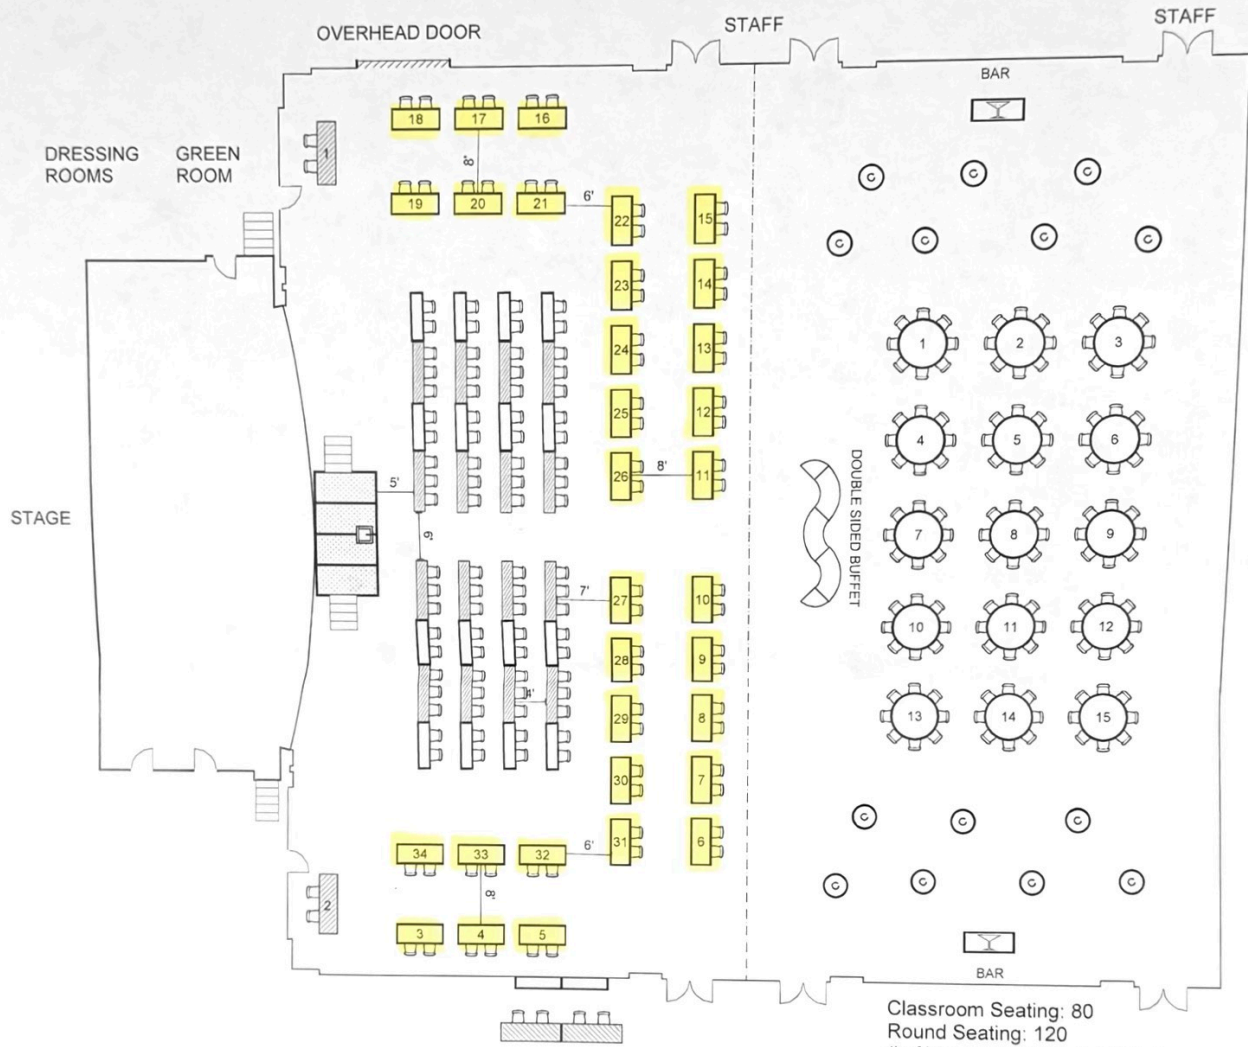 STAFF
STAFF
OVERHEAD DOOR
BAR
18
17
16
1
DRESSING
ROOMS
GREEN
ROOM
8'
19
20
21
6'
22
15
23
14
24
13
25
12
26
8'
11
1
2
3
4
5
6
7
8
9
10
11
12
13
14
15
C
C
C
C
C
C
C
DOUBLE SIDED BUFFET
STAGE
5'
6'
7'
27
10
28
9
4'
29
8
30
7
31
6
34
33
32
6'
8'
2
3
4
5
C
C
C
C
C
C
C
BAR
Classroom Seating: 80
Round Seating: 120